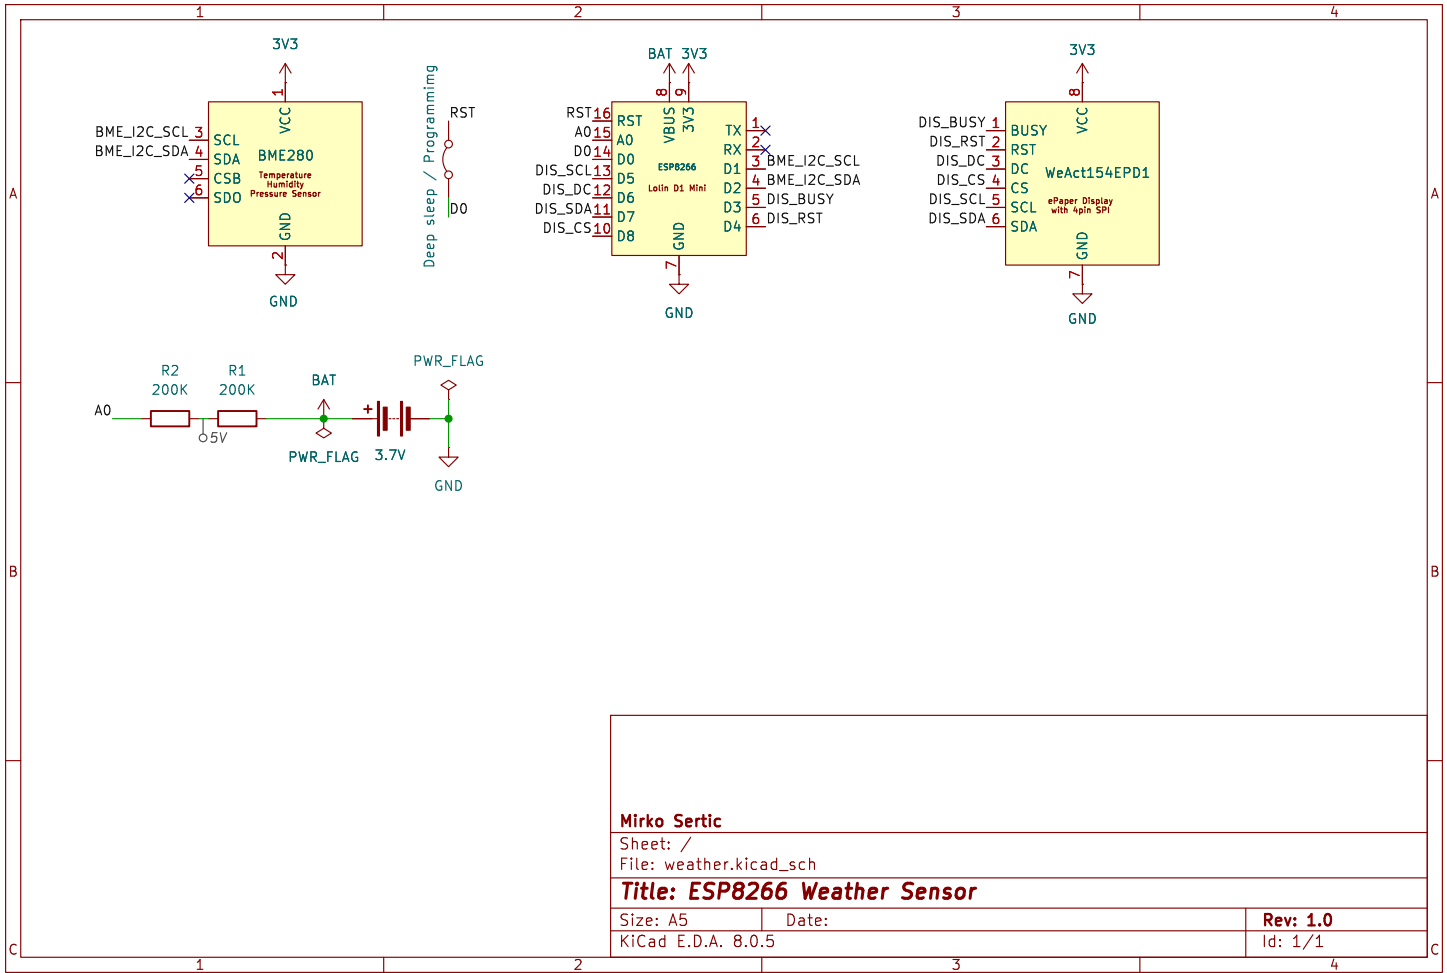 1 2 3 4
A
B
C
3V3
1
VCC
BME_I2C_SCL 3 SCL
BME_I2C_SDA 4 SDA
5 CSB
6 SDO
BME280
Temperature
Humidity
Pressure Sensor
GND
2
GND
Deep sleep / Programmimg
RST
D0
BAT 3V3
8 9
VBUS 3V3
RST 16 RST
A0 15 A0
D0 14 D0
DIS_SCL 13 D5
DIS_DC 12 D6
DIS_SDA 11 D7
DIS_CS 10 D8
ESP8266
Lolin D1 Mini
TX 1
RX 2
D1 3 BME_I2C_SCL
D2 4 BME_I2C_SDA
D3 5 DIS_BUSY
D4 6 DIS_RST
GND
7
GND
3V3
8
VCC
DIS_BUSY 1 BUSY
DIS_RST 2 RST
DIS_DC 3 DC
DIS_CS 4 CS
DIS_SCL 5 SCL
DIS_SDA 6 SDA
WeAct154EPD1
ePaper Display
with 4pin SPI
GND
7
GND
A
B
C
R2
200K
R1
200K
A0
5V
BAT
PWR_FLAG
+
3.7V
PWR_FLAG
GND
Mirko Sertic
Sheet: /
File: weather.kicad_sch
Title: ESP8266 Weather Sensor
Size: A5 Date: Rev: 1.0
KiCad E.D.A. 8.0.5 Id: 1/1
1 2 3 4